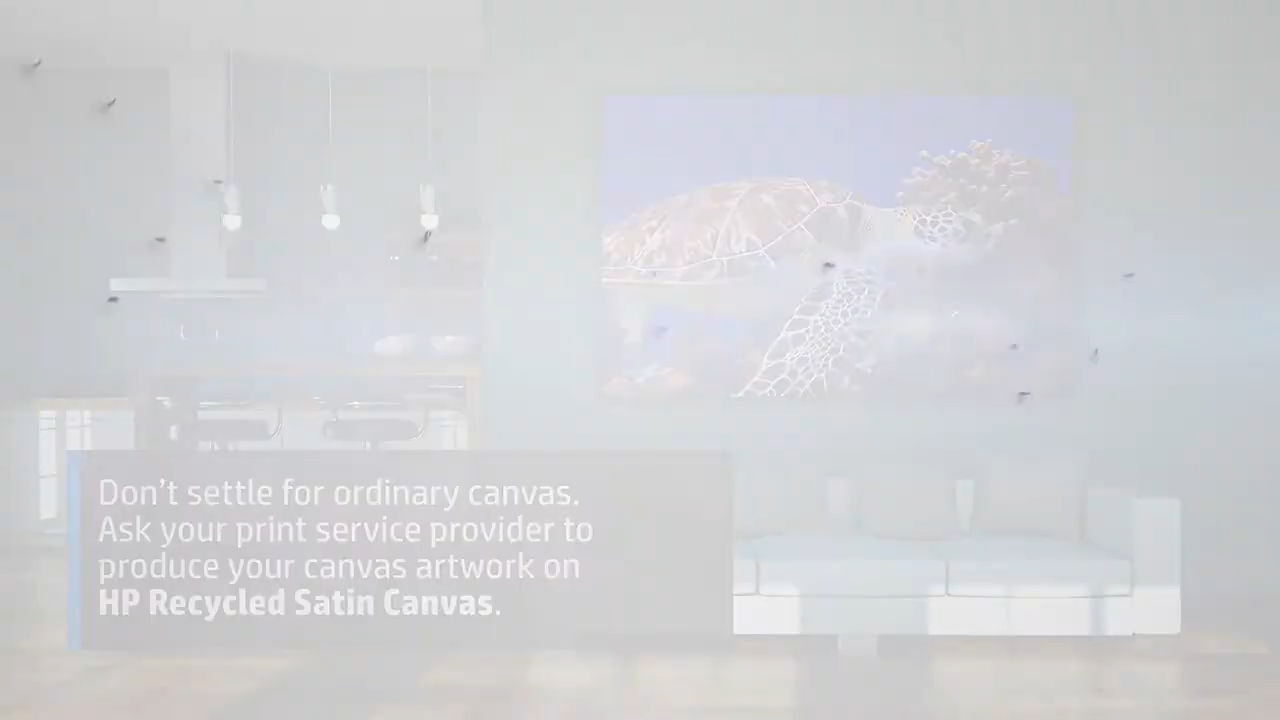 Don't settle for ordinary canvas.
Ask your print service provider to
produce your canvas artwork on
HP Recycled Satin Canvas.